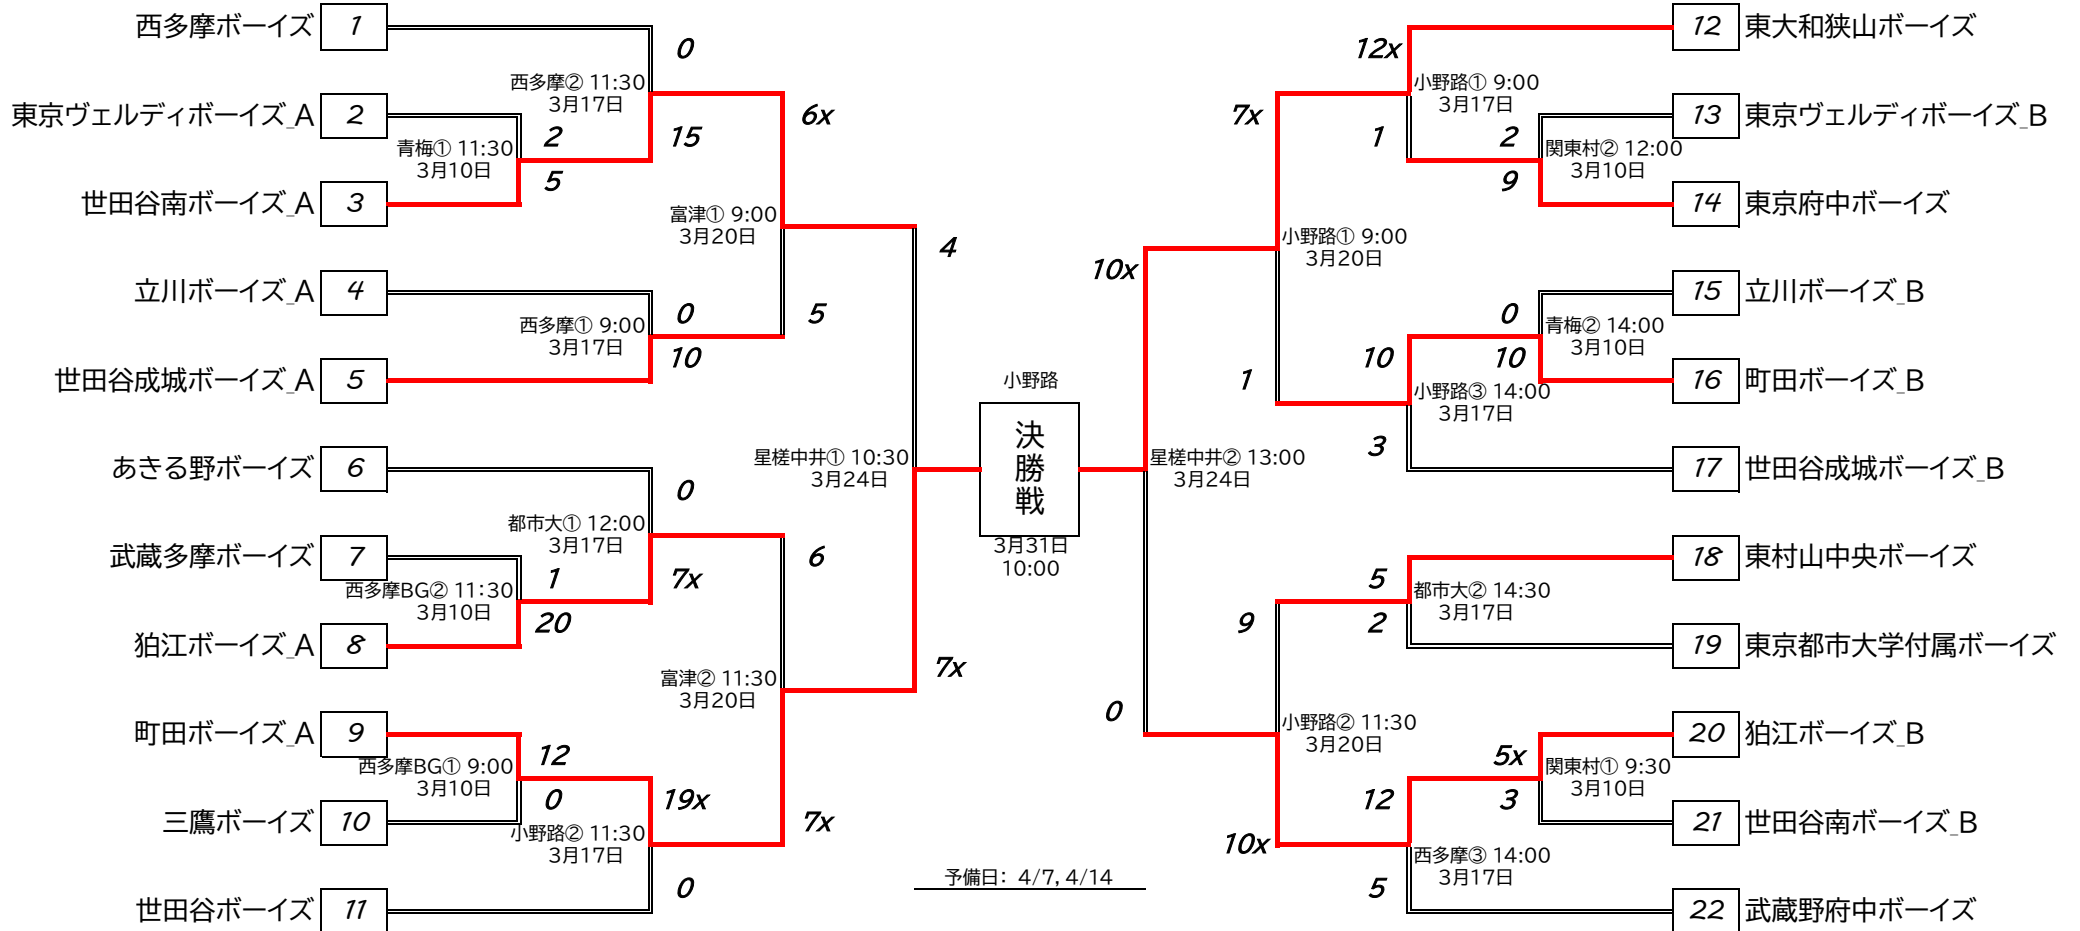 西多摩ボーイズ 1
東京ヴェルディボーイズ_A 2
世田谷南ボーイズ_A 3
立川ボーイズ_A 4
世田谷成城ボーイズ_A 5
あきる野ボーイズ 6
武蔵多摩ボーイズ 7
狛江ボーイズ_A 8
町田ボーイズ_A 9
三鷹ボーイズ 10
世田谷ボーイズ 11
青梅① 11:30
3月10日
2
5
西多摩BG② 11:30
3月10日
1
20
西多摩BG① 9:00
3月10日
12
0
西多摩② 11:30
3月17日
0
15
西多摩① 9:00
3月17日
0
10
都市大① 12:00
3月17日
0
7x
小野路② 11:30
3月17日
19x
0
富津① 9:00
3月20日
6x
5
富津② 11:30
3月20日
6
7x
星槎中井① 10:30
3月24日
4
7x
小野路
決
勝
戦
3月31日
10:00
予備日: 4/7, 4/14
10x
星槎中井② 13:00
3月24日
0
7x
小野路① 9:00
3月20日
1
9
小野路② 11:30
3月20日
10x
12x
小野路① 9:00
3月17日
1
10
小野路③ 14:00
3月17日
3
5
都市大② 14:30
3月17日
2
12
西多摩③ 14:00
3月17日
5
2
関東村② 12:00
3月10日
9
0
青梅② 14:00
3月10日
10
5x
関東村① 9:30
3月10日
3
12 東大和狭山ボーイズ
13 東京ヴェルディボーイズ_B
14 東京府中ボーイズ
15 立川ボーイズ_B
16 町田ボーイズ_B
17 世田谷成城ボーイズ_B
18 東村山中央ボーイズ
19 東京都市大学付属ボーイズ
20 狛江ボーイズ_B
21 世田谷南ボーイズ_B
22 武蔵野府中ボーイズ